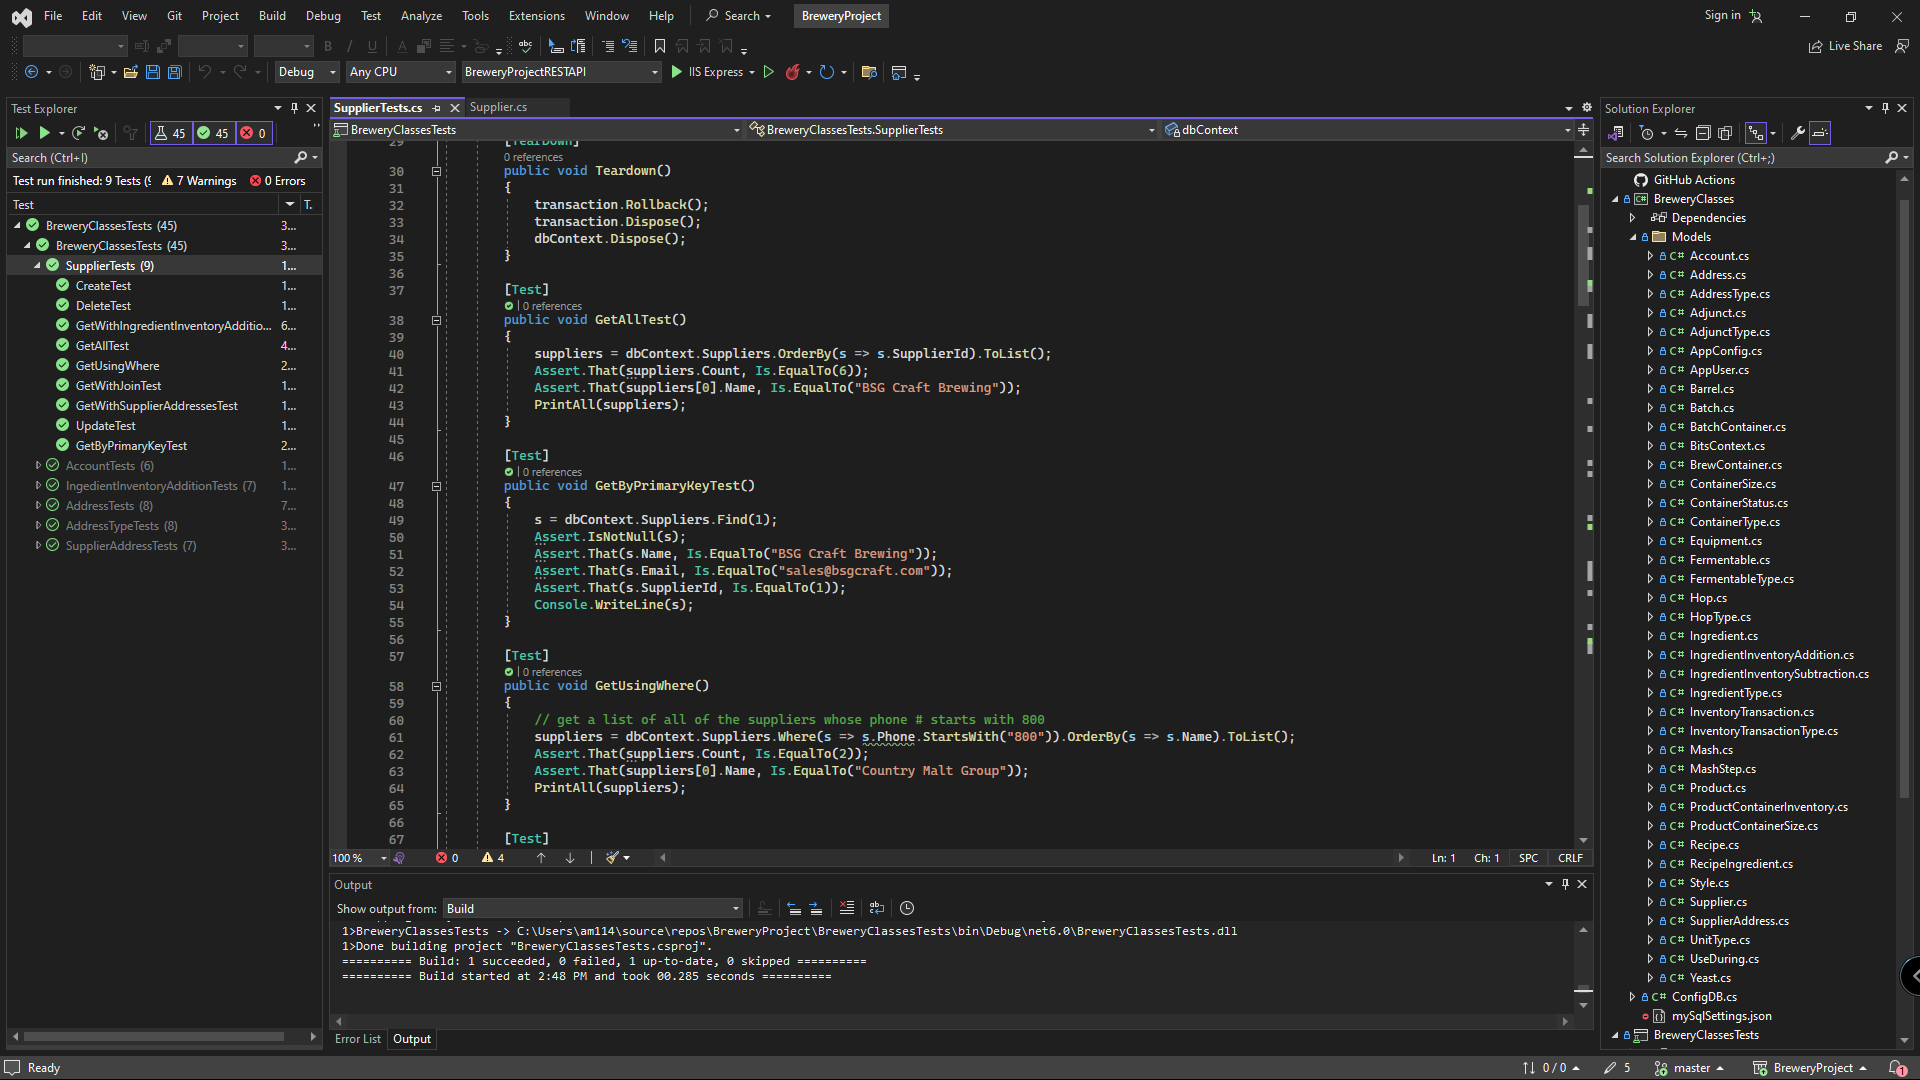 File Edit View Git Project Build Debug Test Analyze Tools Extensions Window Help Search BreweryProject Sign in
Live Share
Debug Any CPU BreweryProjectRESTAPI IIS Express
Test Explorer
45 45 0
Search (Ctrl+I)
Test run finished: 9 Tests (9 7 Warnings 0 Errors
Test T.
BreweryClassesTests (45) 3...
BreweryClassesTests (45) 3...
SupplierTests (9) 1...
CreateTest 1...
DeleteTest 1...
GetWithIngredientInventoryAdditio... 6...
GetAllTest 4...
GetUsingWhere 2...
GetWithJoinTest 1...
GetWithSupplierAddressesTest 1...
UpdateTest 1...
GetByPrimaryKeyTest 2...
AccountTests (6) 1...
IngedientInventoryAdditionTests (7) 1...
AddressTests (8) 7...
AddressTypeTests (8) 3...
SupplierAddressTests (7) 3...
SupplierTests.cs Supplier.cs
BreweryClassesTests BreweryClassesTests.SupplierTests dbContext
29 [TearDown]
0 references
30 public void Teardown()
31 {
32 transaction.Rollback();
33 transaction.Dispose();
34 dbContext.Dispose();
35 }
36
37 [Test]
0 references
38 public void GetAllTest()
39 {
40 suppliers = dbContext.Suppliers.OrderBy(s => s.SupplierId).ToList();
41 Assert.That(suppliers.Count, Is.EqualTo(6));
42 Assert.That(suppliers[0].Name, Is.EqualTo("BSG Craft Brewing"));
43 PrintAll(suppliers);
44 }
45
46 [Test]
0 references
47 public void GetByPrimaryKeyTest()
48 {
49 s = dbContext.Suppliers.Find(1);
50 Assert.IsNotNull(s);
51 Assert.That(s.Name, Is.EqualTo("BSG Craft Brewing"));
52 Assert.That(s.Email, Is.EqualTo("sales@bsgcraft.com"));
53 Assert.That(s.SupplierId, Is.EqualTo(1));
54 Console.WriteLine(s);
55 }
56
57 [Test]
0 references
58 public void GetUsingWhere()
59 {
60 // get a list of all of the suppliers whose phone # starts with 800
61 suppliers = dbContext.Suppliers.Where(s => s.Phone.StartsWith("800")).OrderBy(s => s.Name).ToList();
62 Assert.That(suppliers.Count, Is.EqualTo(2));
63 Assert.That(suppliers[0].Name, Is.EqualTo("Country Malt Group"));
64 PrintAll(suppliers);
65 }
66
67 [Test]
100 % 0 4 Ln: 1 Ch: 1 SPC CRLF
Output
Show output from: Build
1>BreweryClassesTests -> C:\Users\am114\source\repos\BreweryProject\BreweryClassesTests\bin\Debug\net6.0\BreweryClassesTests.dll
1>Done building project "BreweryClassesTests.csproj".
========== Build: 1 succeeded, 0 failed, 1 up-to-date, 0 skipped ==========
========== Build started at 2:48 PM and took 00.285 seconds ==========
Error List Output
Solution Explorer
Search Solution Explorer (Ctrl+;)
GitHub Actions
BreweryClasses
Dependencies
Models
C# Account.cs
C# Address.cs
C# AddressType.cs
C# Adjunct.cs
C# AdjunctType.cs
C# AppConfig.cs
C# AppUser.cs
C# Barrel.cs
C# Batch.cs
C# BatchContainer.cs
C# BitsContext.cs
C# BrewContainer.cs
C# ContainerSize.cs
C# ContainerStatus.cs
C# ContainerType.cs
C# Equipment.cs
C# Fermentable.cs
C# FermentableType.cs
C# Hop.cs
C# HopType.cs
C# Ingredient.cs
C# IngredientInventoryAddition.cs
C# IngredientInventorySubtraction.cs
C# IngredientType.cs
C# InventoryTransaction.cs
C# InventoryTransactionType.cs
C# Mash.cs
C# MashStep.cs
C# Product.cs
C# ProductContainerInventory.cs
C# ProductContainerSize.cs
C# Recipe.cs
C# RecipeIngredient.cs
C# Style.cs
C# Supplier.cs
C# SupplierAddress.cs
C# UnitType.cs
C# UseDuring.cs
C# Yeast.cs
C# ConfigDB.cs
mySqlSettings.json
BreweryClassesTests
Ready 0 / 0 5 master BreweryProject 1